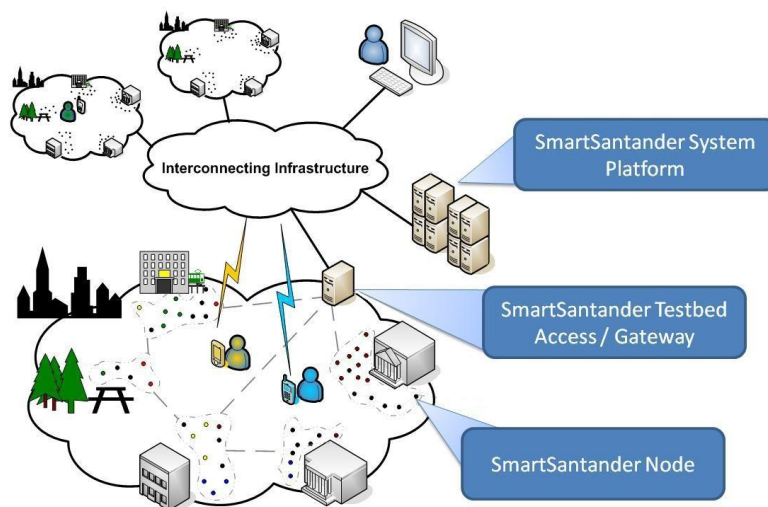 SmartSantander System
Platform
Interconnecting Infrastructure
SmartSantander Testbed
Access / Gateway
SmartSantander Node